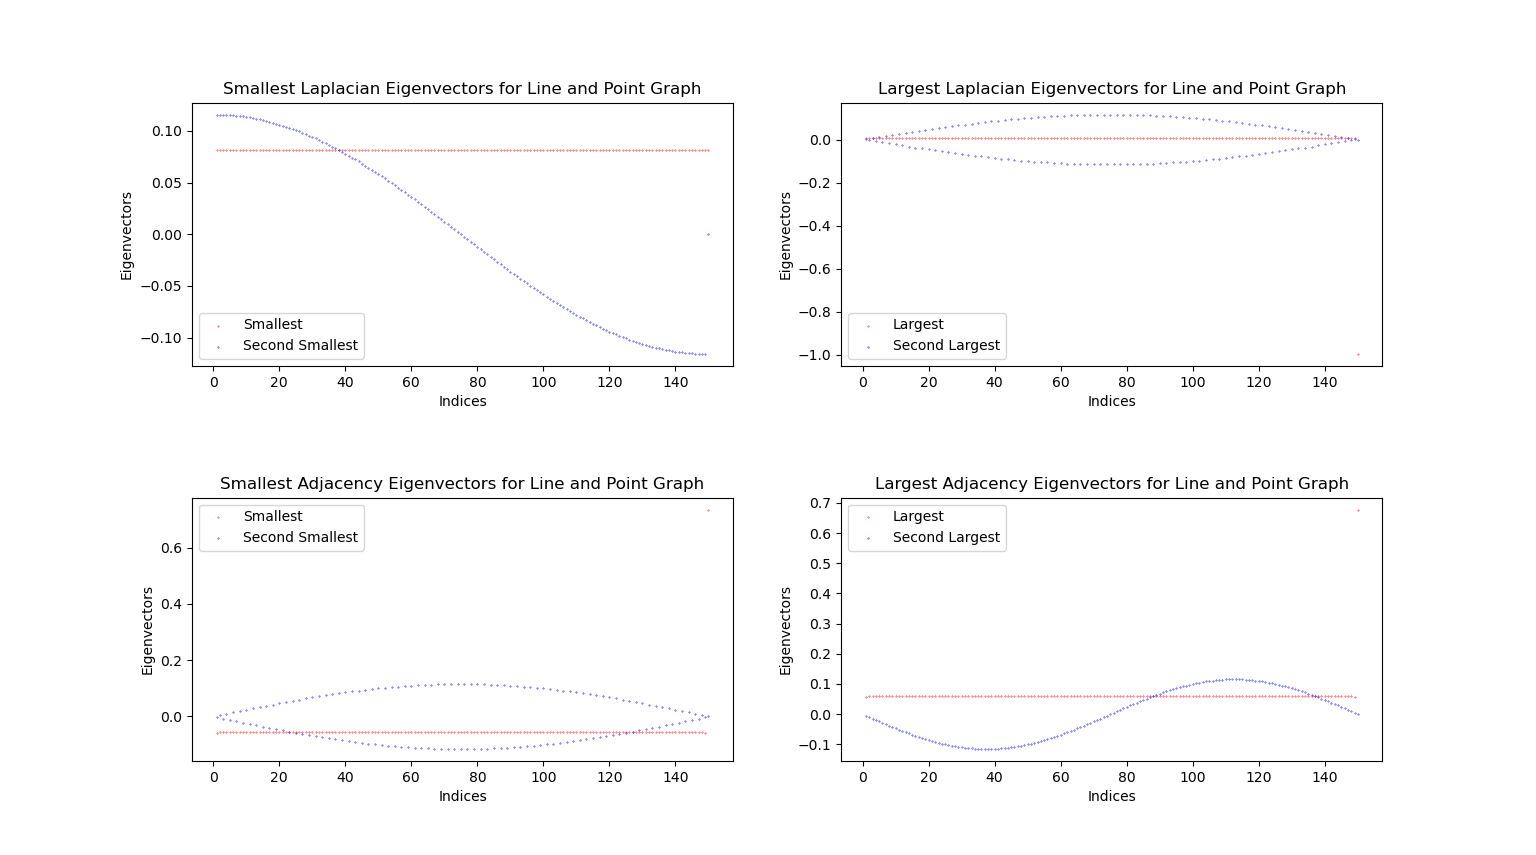 Smallest Laplacian Eigenvectors for Line and Point Graph
Eigenvectors
0.10
0.05
0.00
−0.05
−0.10
Smallest
Second Smallest
0 20 40 60 80 100 120 140
Indices
Largest Laplacian Eigenvectors for Line and Point Graph
Eigenvectors
0.0
−0.2
−0.4
−0.6
−0.8
−1.0
Largest
Second Largest
0 20 40 60 80 100 120 140
Indices
Smallest Adjacency Eigenvectors for Line and Point Graph
Eigenvectors
Smallest
Second Smallest
0.6
0.4
0.2
0.0
0 20 40 60 80 100 120 140
Indices
Largest Adjacency Eigenvectors for Line and Point Graph
Eigenvectors
Largest
Second Largest
0.7
0.6
0.5
0.4
0.3
0.2
0.1
0.0
−0.1
0 20 40 60 80 100 120 140
Indices